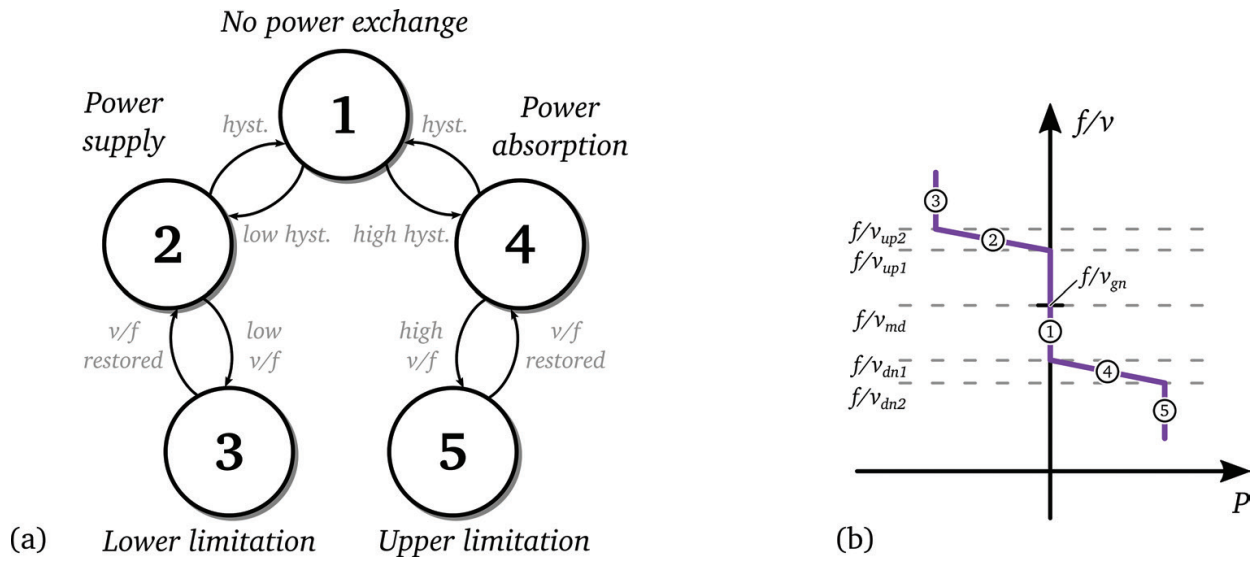 No power exchange
1
Power
supply
hyst.
hyst.
Power
absorption
2
low hyst.
high hyst.
4
v/f
restored
low
v/f
high
v/f
v/f
restored
3
5
(a)
Lower limitation
Upper limitation
f/v
3
f/v_up2
2
f/v_up1
f/v_gn
f/v_md
1
f/v_dn1
4
f/v_dn2
5
P
(b)